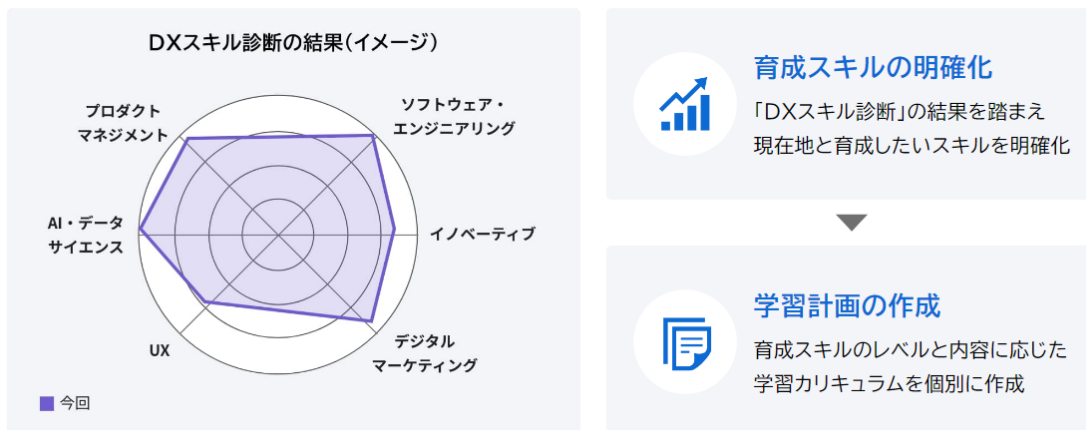 DXスキル診断の結果(イメージ)
プロダクト
マネジメント
ソフトウェア・
エンジニアリング
AI・データ
サイエンス
イノベーティブ
UX
デジタル
マーケティング
今回
育成スキルの明確化
「DXスキル診断」の結果を踏まえ
現在地と育成したいスキルを明確化
学習計画の作成
育成スキルのレベルと内容に応じた
学習カリキュラムを個別に作成